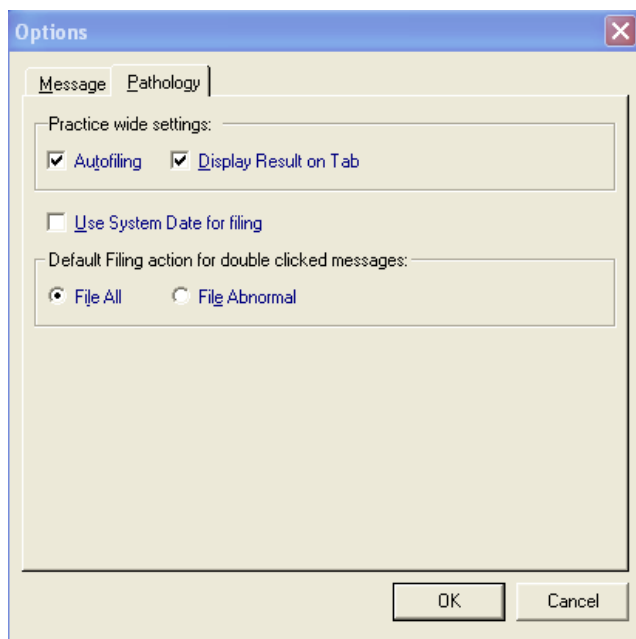 Options
Message Pathology
Practice wide settings:
Autofiling Display Result on Tab
Use System Date for filing
Default Filing action for double clicked messages:
File All File Abnormal
OK Cancel